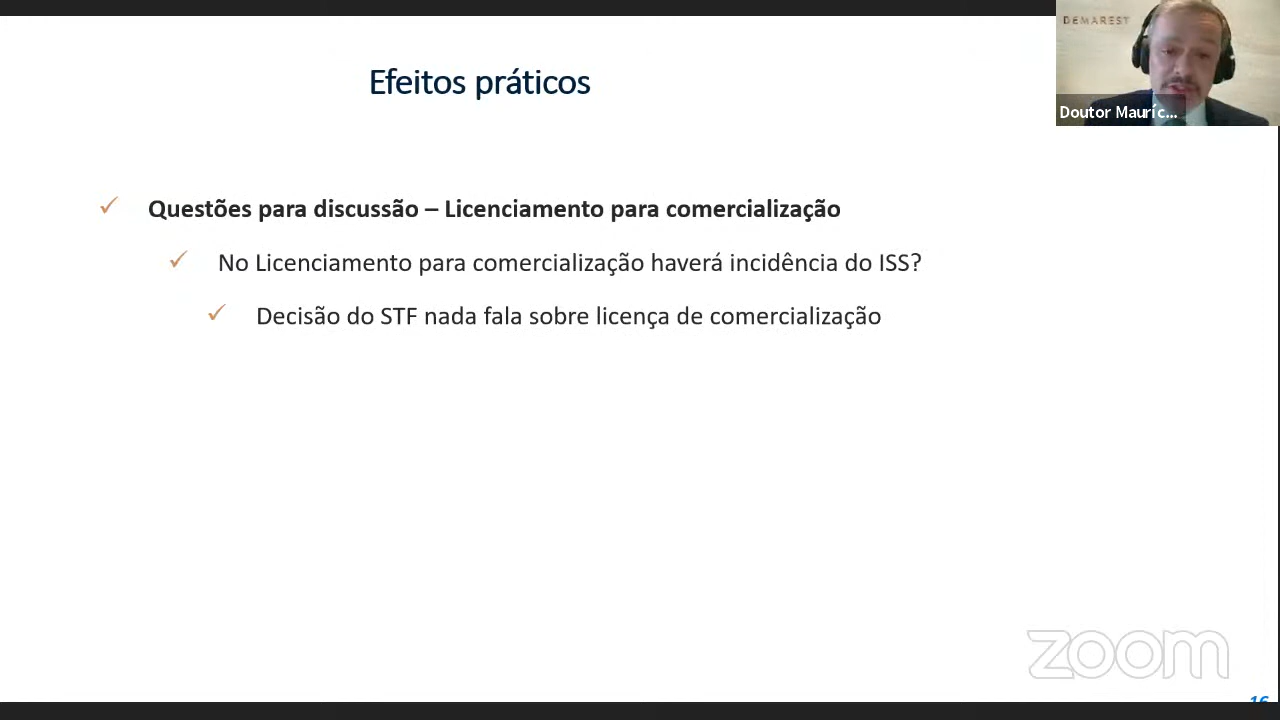 DEMAREST
Doutor Mauríc...
Efeitos práticos
Questões para discussão – Licenciamento para comercialização
No Licenciamento para comercialização haverá incidência do ISS?
Decisão do STF nada fala sobre licença de comercialização
zoom
16